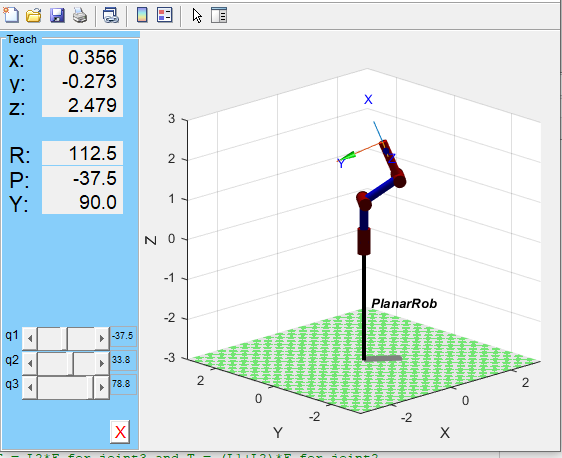 Teach
x: 0.356
y: -0.273
z: 2.479
R: 112.5
P: -37.5
Y: 90.0
q1 -37.5
q2 33.8
q3 78.8
X
X
Y
Z
3
2
1
0
-1
-2
-3
Z
PlanarRob
2
0
-2
Y
-2
0
2
X
= L2*F for joint3 and T = (L1+L2)*F for joint2